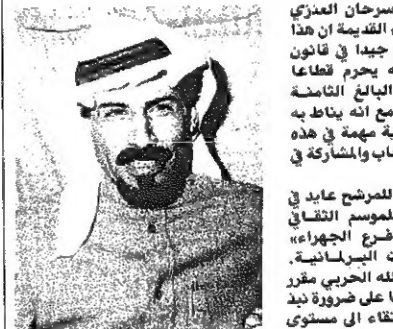 سرحان العنزي
القديمة ان هذا
جيدا في قانون
يحرم قطاعا
البالغ الثامنة
مع انه يناط به
ية مهمة في هذه
اب والمشاركة في
للمرشح عايد في
لموسم الثقافي
فرع الجهراء»
ت البرلمانية.
لله الحربي مقرر
ا على ضرورة نبذ
تقاء الى مستوى